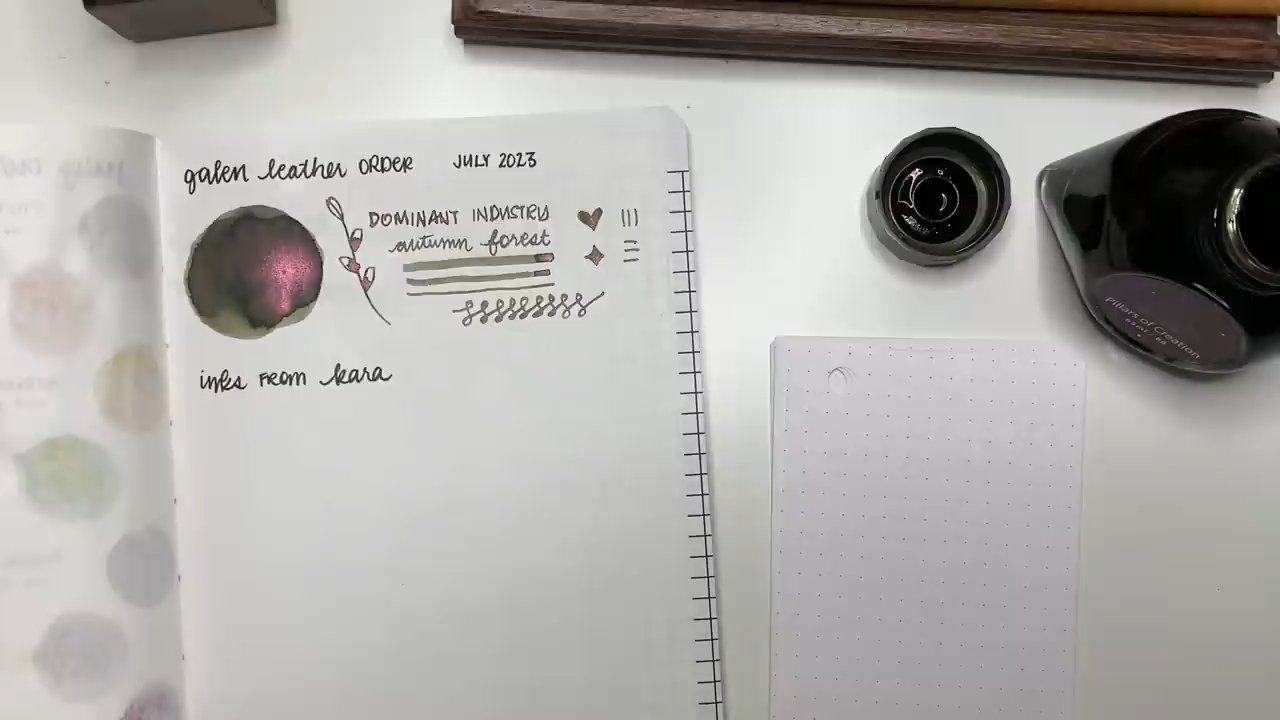 galen leather ORDER JULY 2023
DOMINANT INDUSTRY
autumn forest
inks FROM kara
Pillars of Creation